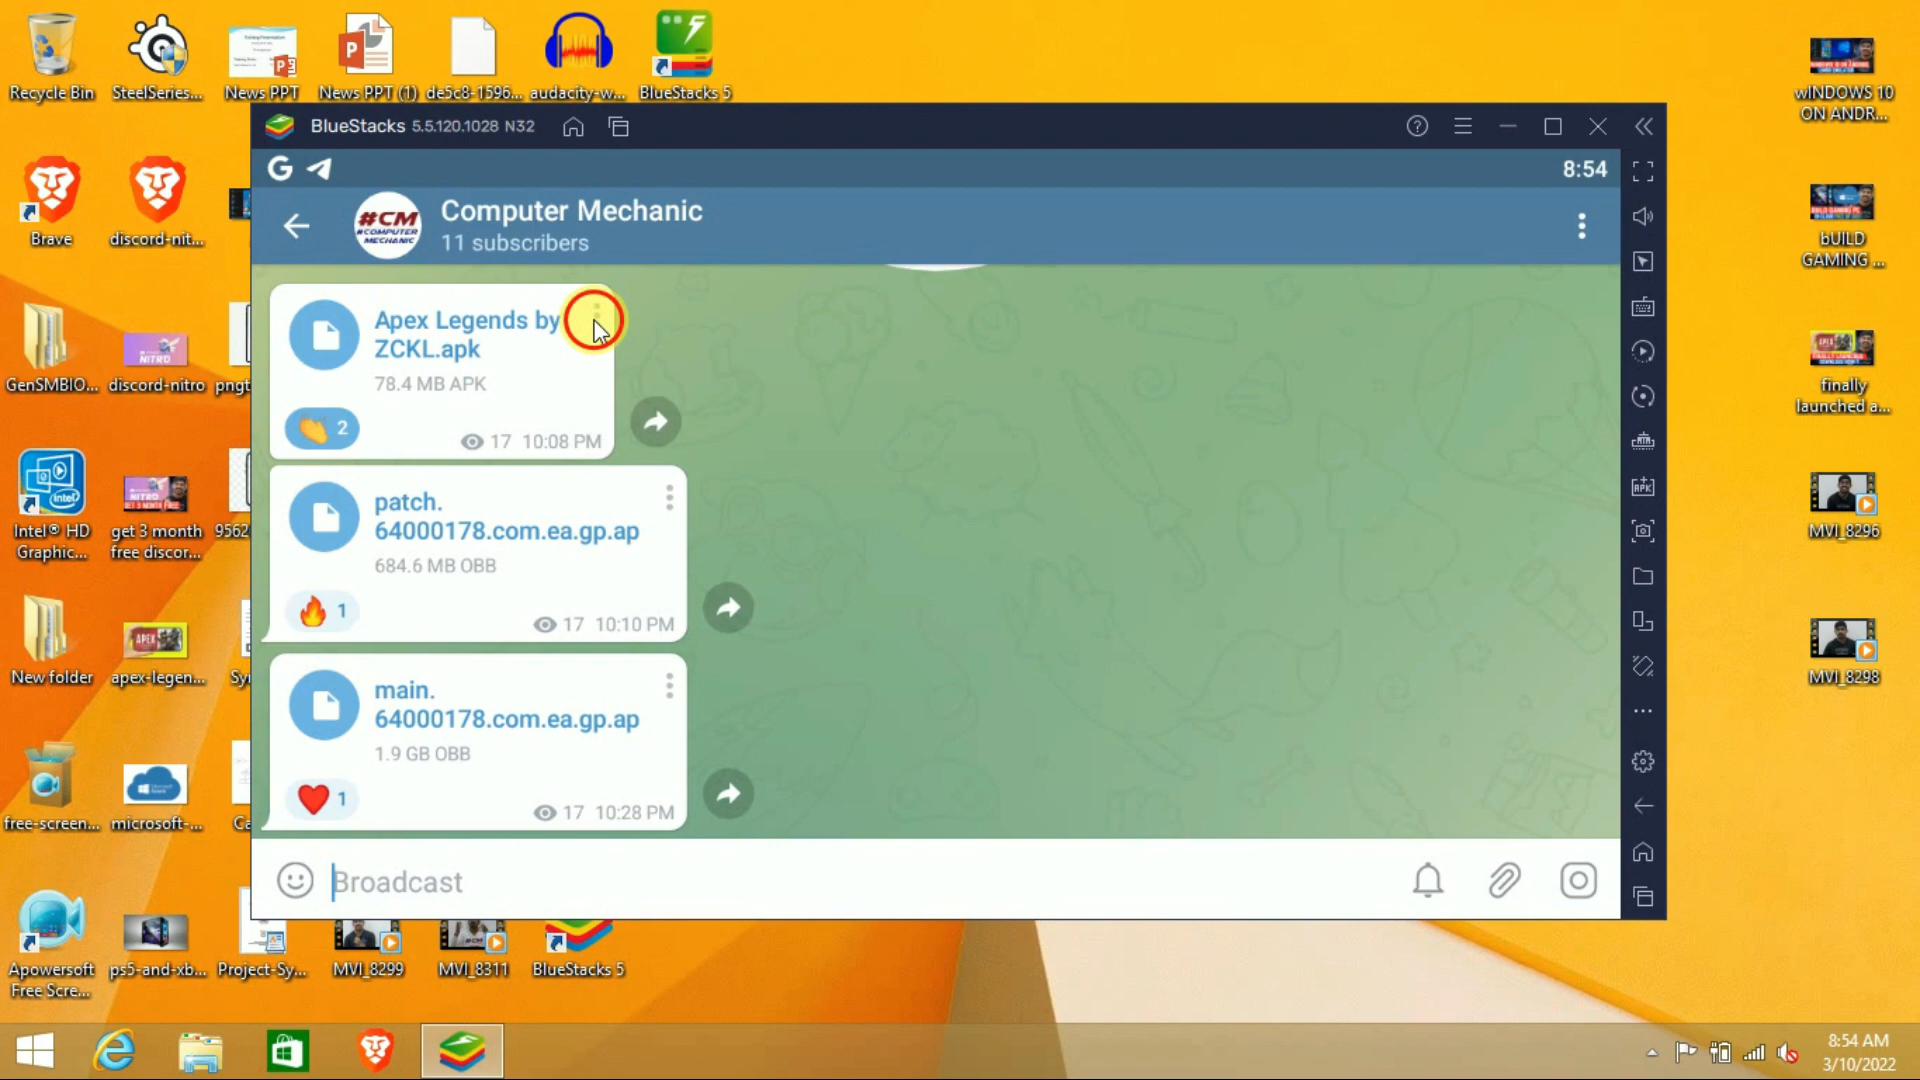 Recycle Bin
SteelSeries...
News PPT
News PPT (1)
de5c8-1596...
audacity-w...
BlueStacks 5
wINDOWS 10
ON ANDR...
BlueStacks 5.5.120.1028 N32
8:54
#CM
#COMPUTER
MECHANIC
Computer Mechanic
11 subscribers
Brave
discord-nit...
bUILD
GAMING ...
Apex Legends by
ZCKL.apk
78.4 MB APK
2
17 10:08 PM
GenSMBIO...
discord-nitro
pngt
finally
launched a...
patch.
64000178.com.ea.gp.ap
684.6 MB OBB
1
17 10:10 PM
Intel® HD
Graphic...
get 3 month
free discor...
9562
MVI_8296
main.
64000178.com.ea.gp.ap
1.9 GB OBB
1
17 10:28 PM
New folder
apex-legen...
Syi
MVI_8298
free-screen...
microsoft-...
Ca
Broadcast
Apowersoft
Free Scre...
ps5-and-xb...
Project-Sy...
MVI_8299
MVI_8311
BlueStacks 5
8:54 AM
3/10/2022